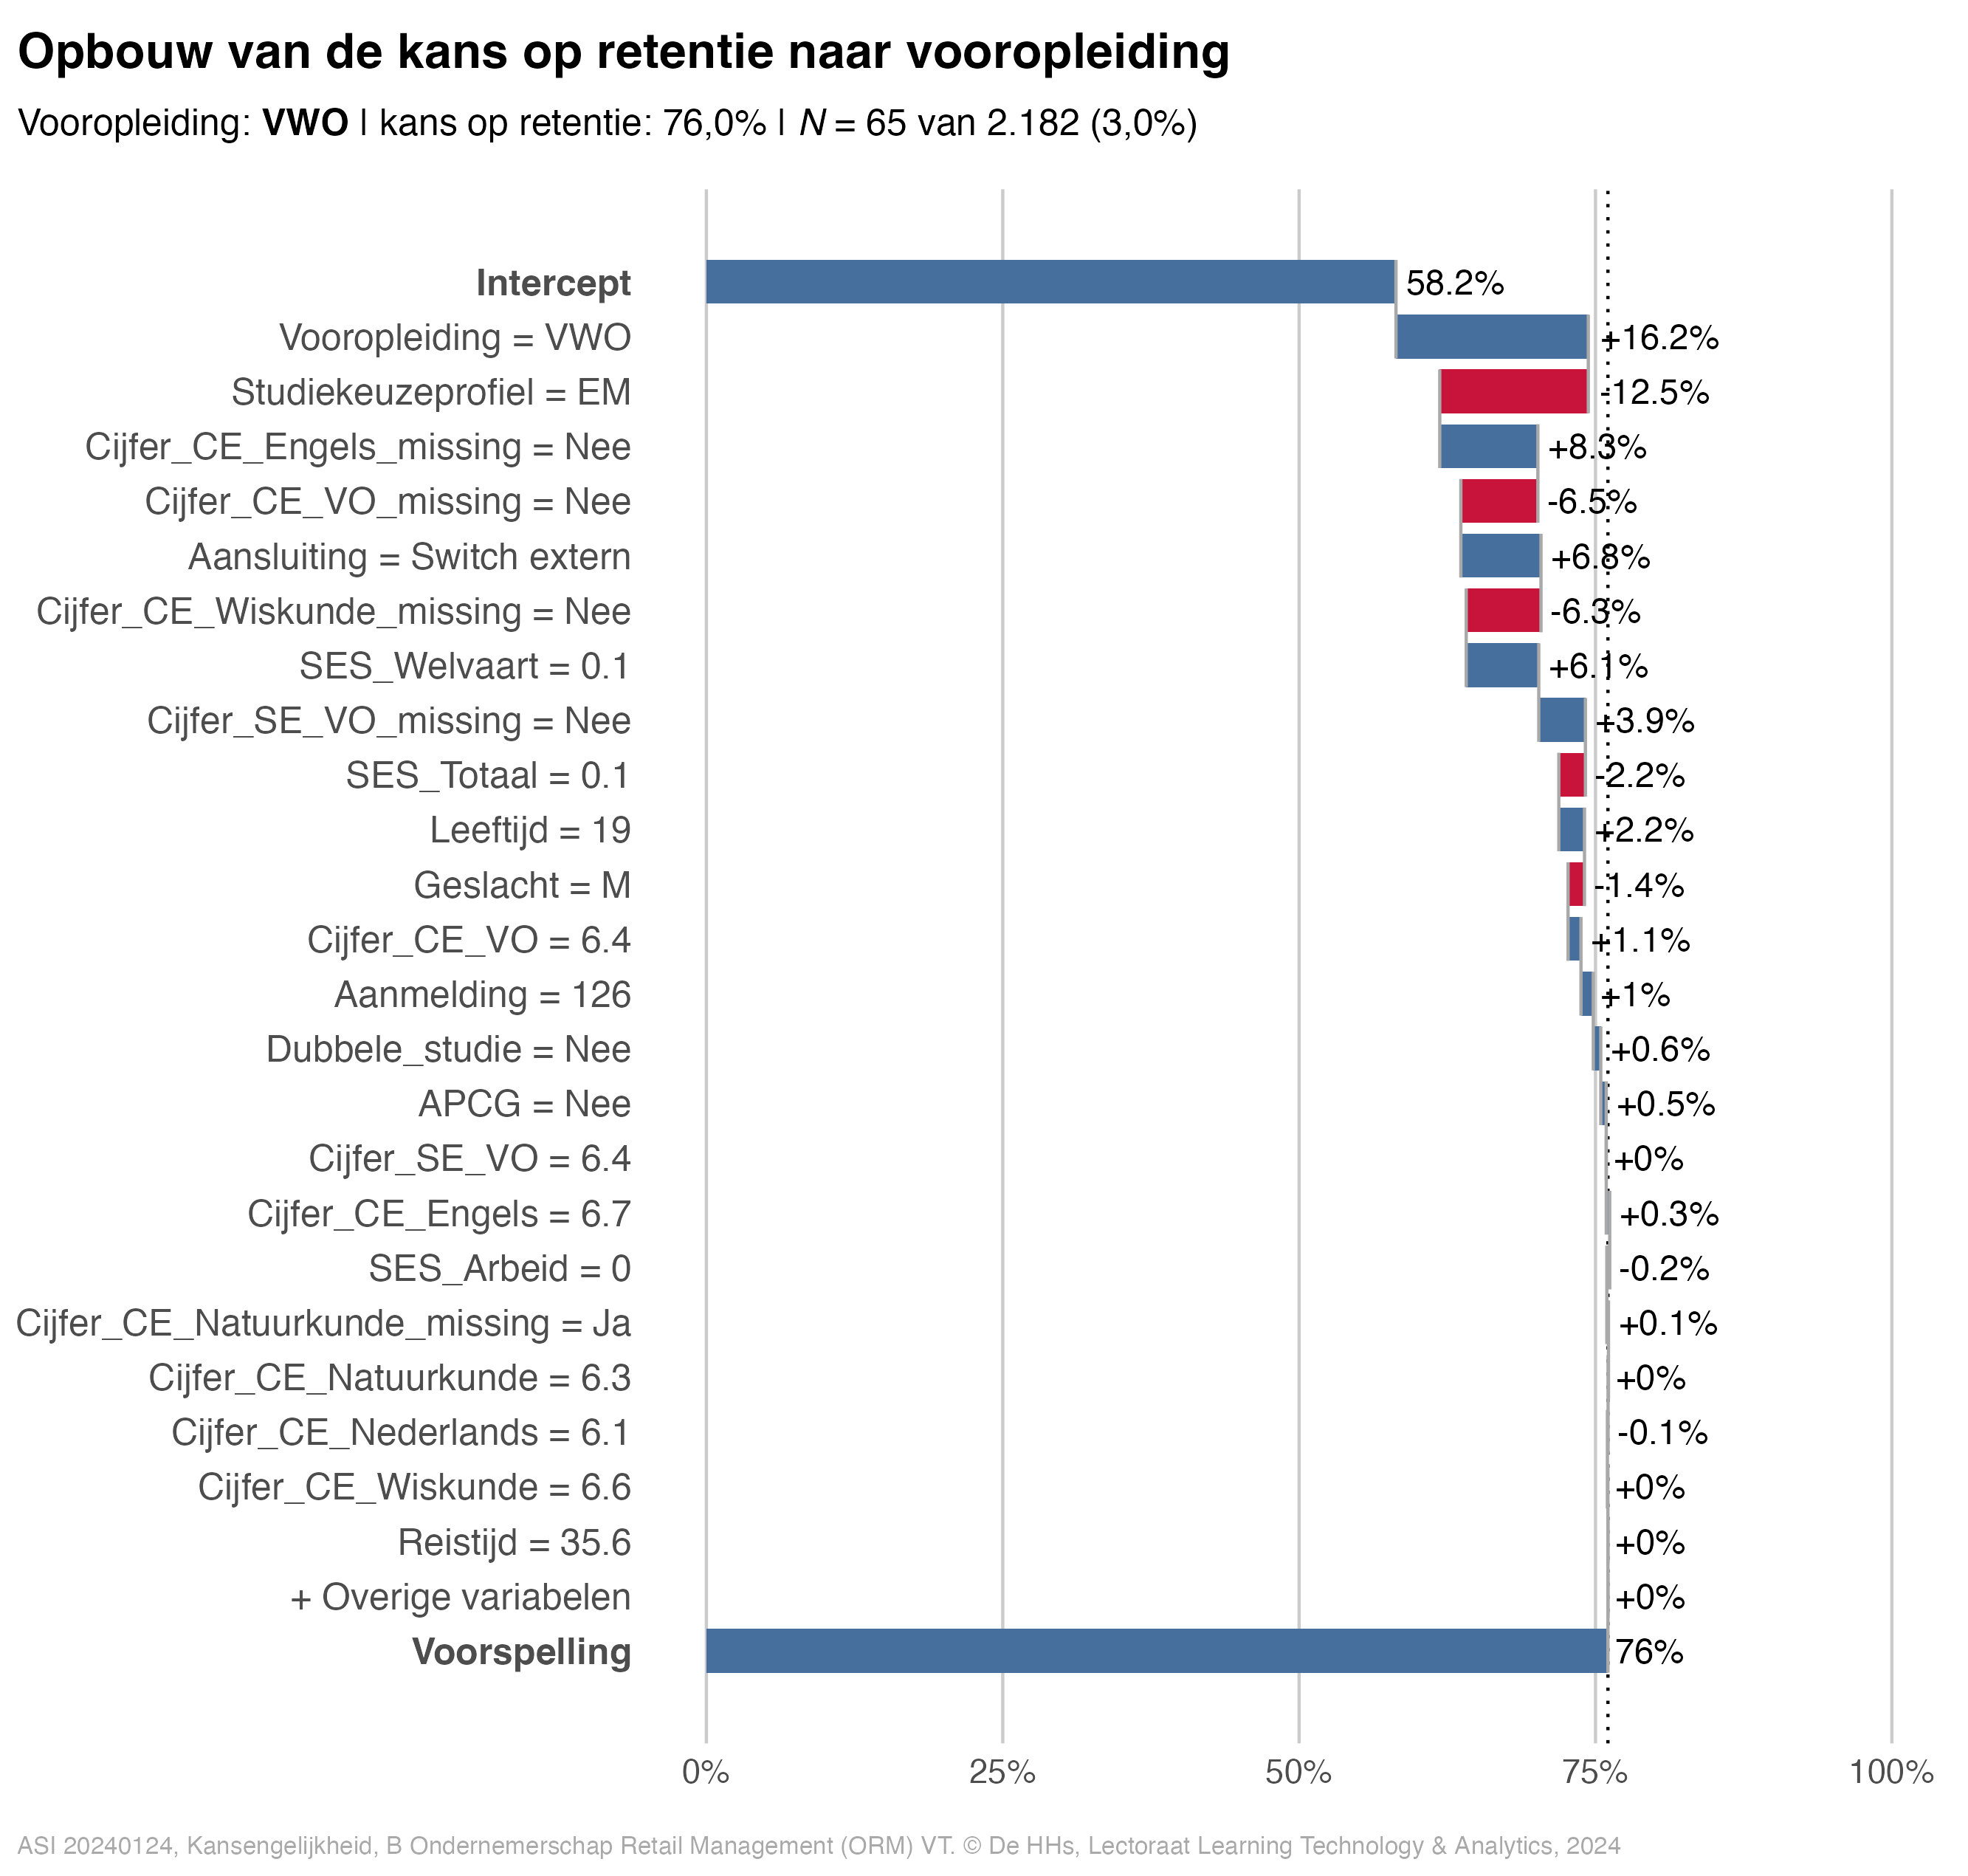 Opbouw van de kans op retentie naar vooropleiding
Vooropleiding: VWO | kans op retentie: 76,0% | N = 65 van 2.182 (3,0%)
Intercept 58.2%
Vooropleiding = VWO +16.2%
Studiekeuzeprofiel = EM -12.5%
Cijfer_CE_Engels_missing = Nee +8.3%
Cijfer_CE_VO_missing = Nee -6.5%
Aansluiting = Switch extern +6.8%
Cijfer_CE_Wiskunde_missing = Nee -6.3%
SES_Welvaart = 0.1 +6.1%
Cijfer_SE_VO_missing = Nee +3.9%
SES_Totaal = 0.1 -2.2%
Leeftijd = 19 +2.2%
Geslacht = M -1.4%
Cijfer_CE_VO = 6.4 +1.1%
Aanmelding = 126 +1%
Dubbele_studie = Nee +0.6%
APCG = Nee +0.5%
Cijfer_SE_VO = 6.4 +0%
Cijfer_CE_Engels = 6.7 +0.3%
SES_Arbeid = 0 -0.2%
Cijfer_CE_Natuurkunde_missing = Ja +0.1%
Cijfer_CE_Natuurkunde = 6.3 +0%
Cijfer_CE_Nederlands = 6.1 -0.1%
Cijfer_CE_Wiskunde = 6.6 +0%
Reistijd = 35.6 +0%
+ Overige variabelen +0%
Voorspelling 76%
0% 25% 50% 75% 100%
ASI 20240124, Kansengelijkheid, B Ondernemerschap Retail Management (ORM) VT. © De HHs, Lectoraat Learning Technology & Analytics, 2024